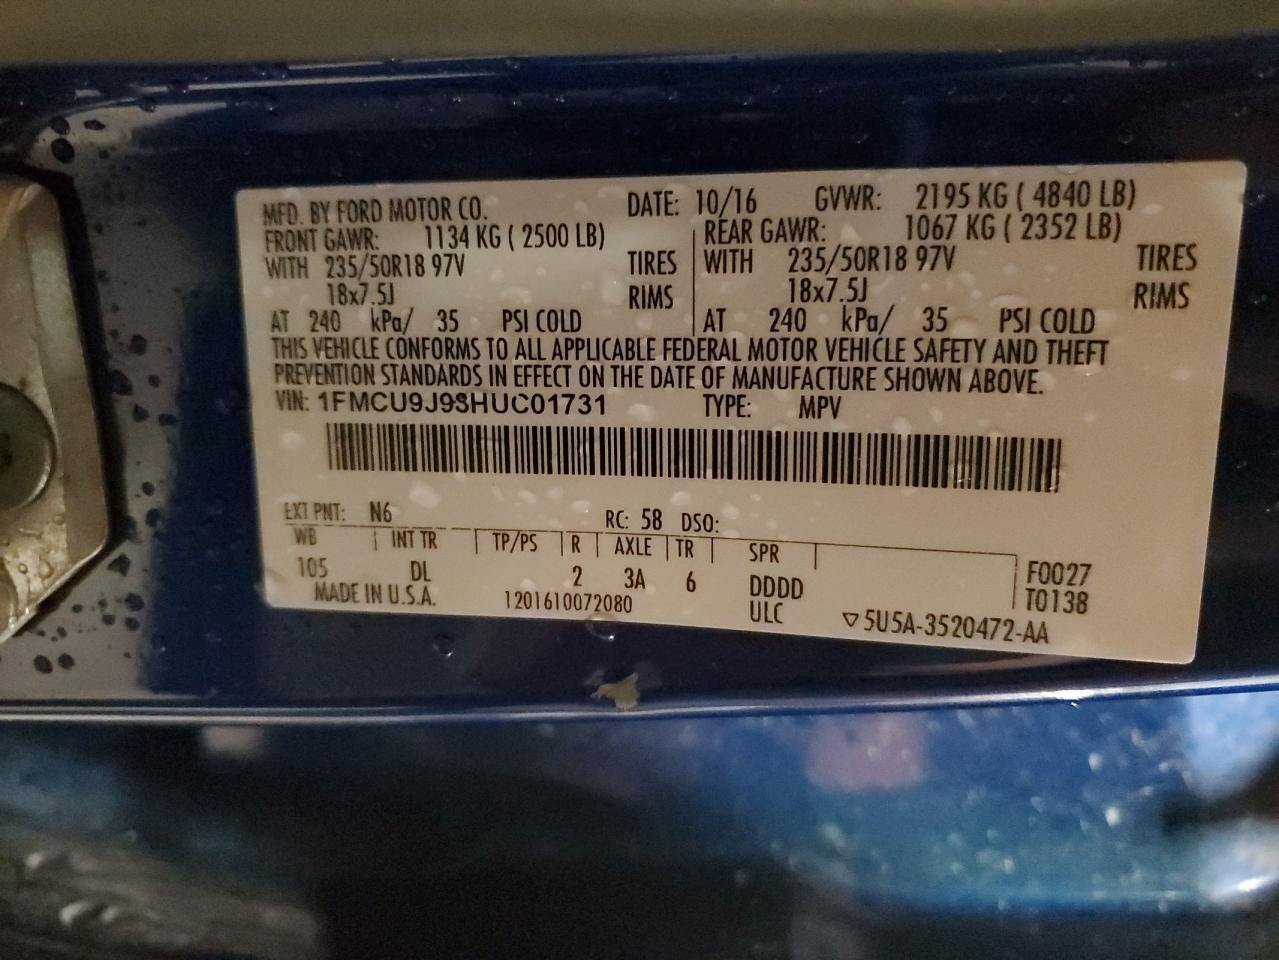 MFD. BY FORD MOTOR CO. DATE: 10/16 GVWR: 2195 KG ( 4840 LB)
FRONT GAWR: 1134 KG ( 2500 LB) REAR GAWR: 1067 KG ( 2352 LB)
WITH 235/50R18 97V TIRES WITH 235/50R18 97V TIRES
18x7.5J RIMS 18x7.5J RIMS
AT 240 kPa/ 35 PSI COLD AT 240 kPa/ 35 PSI COLD
THIS VEHICLE CONFORMS TO ALL APPLICABLE FEDERAL MOTOR VEHICLE SAFETY AND THEFT
PREVENTION STANDARDS IN EFFECT ON THE DATE OF MANUFACTURE SHOWN ABOVE.
VIN: 1FMCU9J98HUC01731 TYPE: MPV
EXT PNT: N6 RC: 58 DSO:
WB INT TR TP/PS R AXLE TR SPR
105 DL 2 3A 6 DDDD F0027
MADE IN U.S.A. 1201610072080 ULC ▽5U5A-3520472-AA T0138